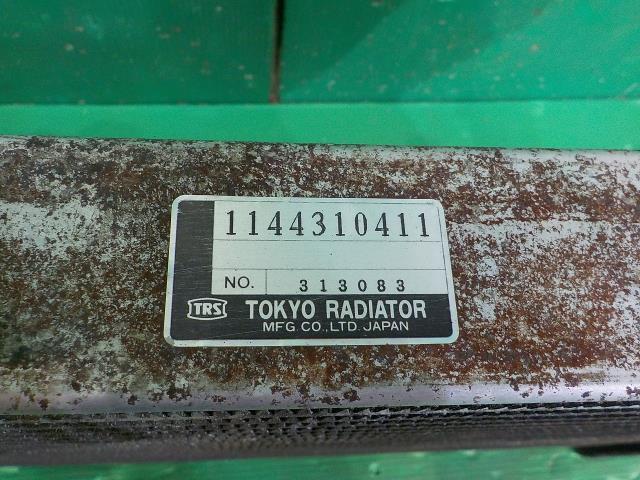 1144310411
NO. 313083
TRS TOKYO RADIATOR
MFG.CO.,LTD.JAPAN